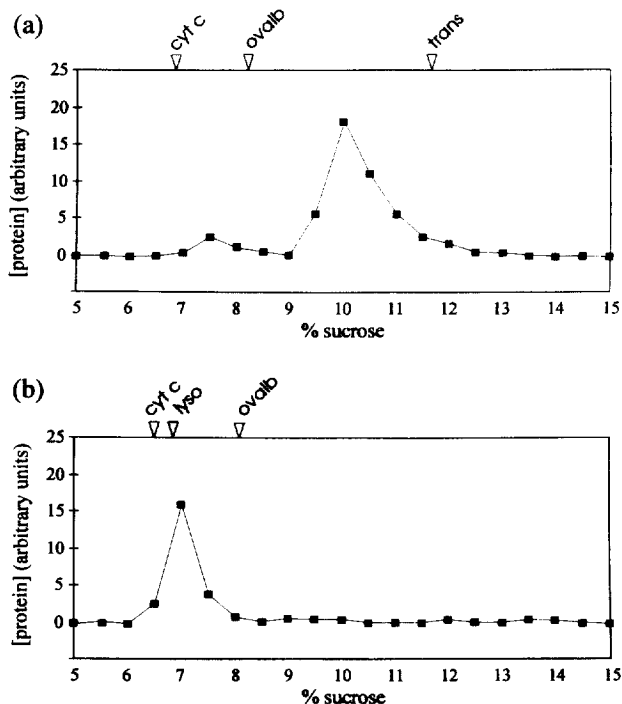 (a)
cyt c
ovalb
trans
25
20
15
10
5
0
[protein] (arbitrary units)
5 6 7 8 9 10 11 12 13 14 15
% sucrose
(b)
cyt c
lyso
ovalb
25
20
15
10
5
0
[protein] (arbitrary units)
5 6 7 8 9 10 11 12 13 14 15
% sucrose